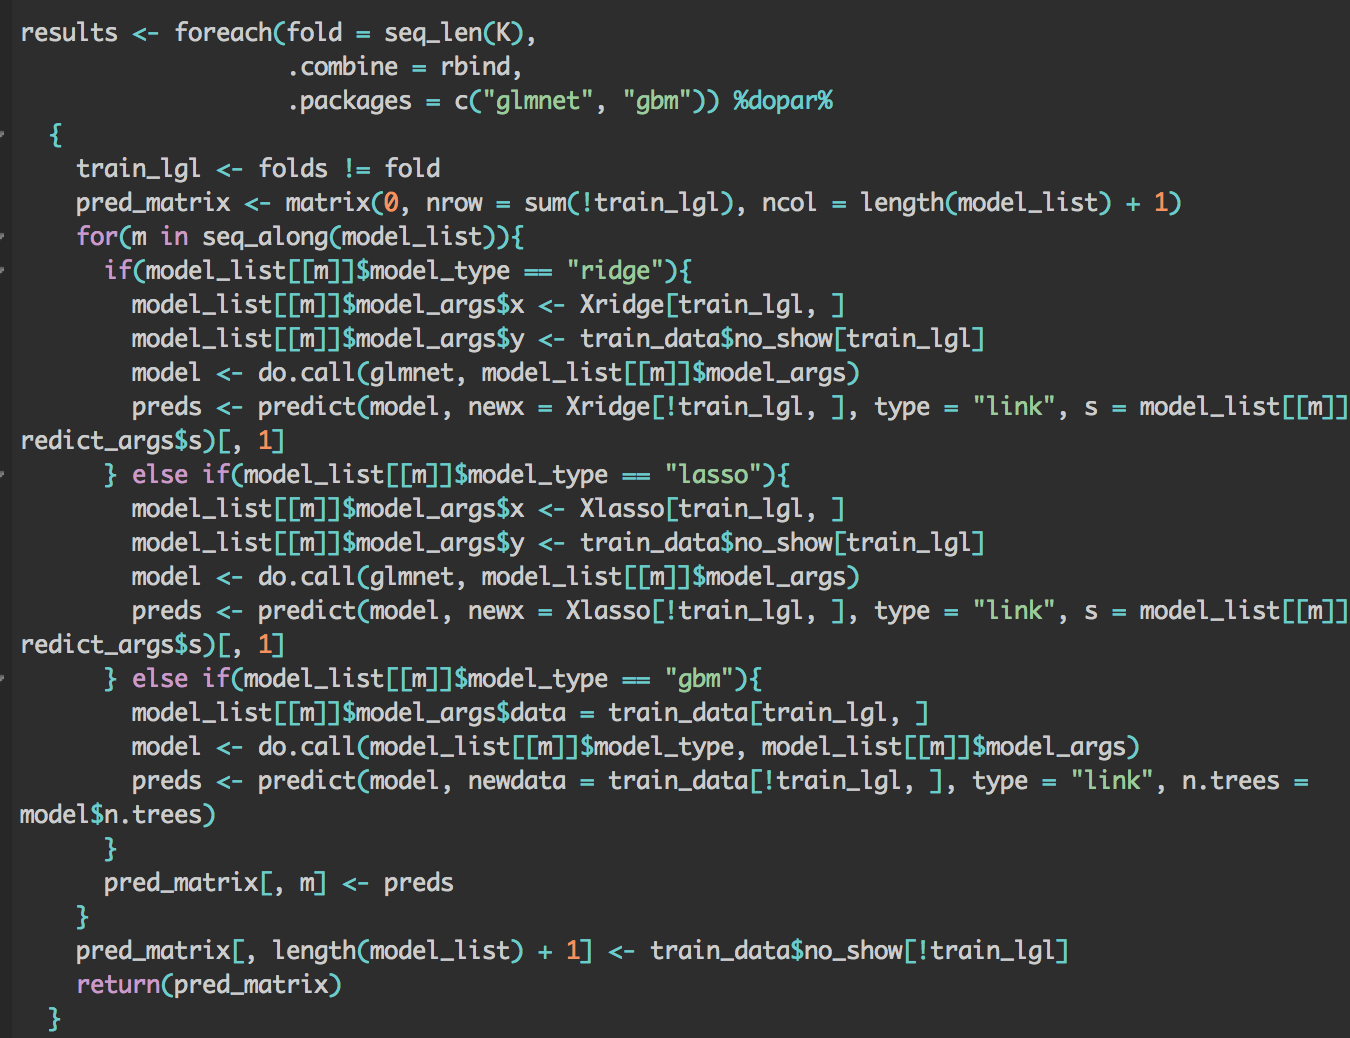 results <- foreach(fold = seq_len(K),
                   .combine = rbind,
                   .packages = c("glmnet", "gbm")) %dopar%
  {
    train_lgl <- folds != fold
    pred_matrix <- matrix(0, nrow = sum(!train_lgl), ncol = length(model_list) + 1)
    for(m in seq_along(model_list)){
      if(model_list[[m]]$model_type == "ridge"){
        model_list[[m]]$model_args$x <- Xridge[train_lgl, ]
        model_list[[m]]$model_args$y <- train_data$no_show[train_lgl]
        model <- do.call(glmnet, model_list[[m]]$model_args)
        preds <- predict(model, newx = Xridge[!train_lgl, ], type = "link", s = model_list[[m]]
redict_args$s)[, 1]
      } else if(model_list[[m]]$model_type == "lasso"){
        model_list[[m]]$model_args$x <- Xlasso[train_lgl, ]
        model_list[[m]]$model_args$y <- train_data$no_show[train_lgl]
        model <- do.call(glmnet, model_list[[m]]$model_args)
        preds <- predict(model, newx = Xlasso[!train_lgl, ], type = "link", s = model_list[[m]]
redict_args$s)[, 1]
      } else if(model_list[[m]]$model_type == "gbm"){
        model_list[[m]]$model_args$data = train_data[train_lgl, ]
        model <- do.call(model_list[[m]]$model_type, model_list[[m]]$model_args)
        preds <- predict(model, newdata = train_data[!train_lgl, ], type = "link", n.trees =
model$n.trees)
      }
      pred_matrix[, m] <- preds
    }
    pred_matrix[, length(model_list) + 1] <- train_data$no_show[!train_lgl]
    return(pred_matrix)
  }